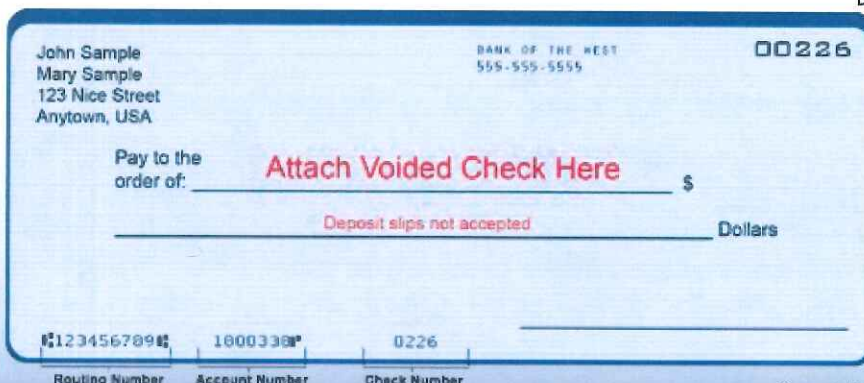 John Sample
Mary Sample
123 Nice Street
Anytown, USA
BANK OF THE WEST
555-555-5555
00226
Pay to the
order of:
Attach Voided Check Here
$
Deposit slips not accepted
Dollars
⑆123456789⑆ 1000338⑈ 0226
Routing Number Account Number Check Number